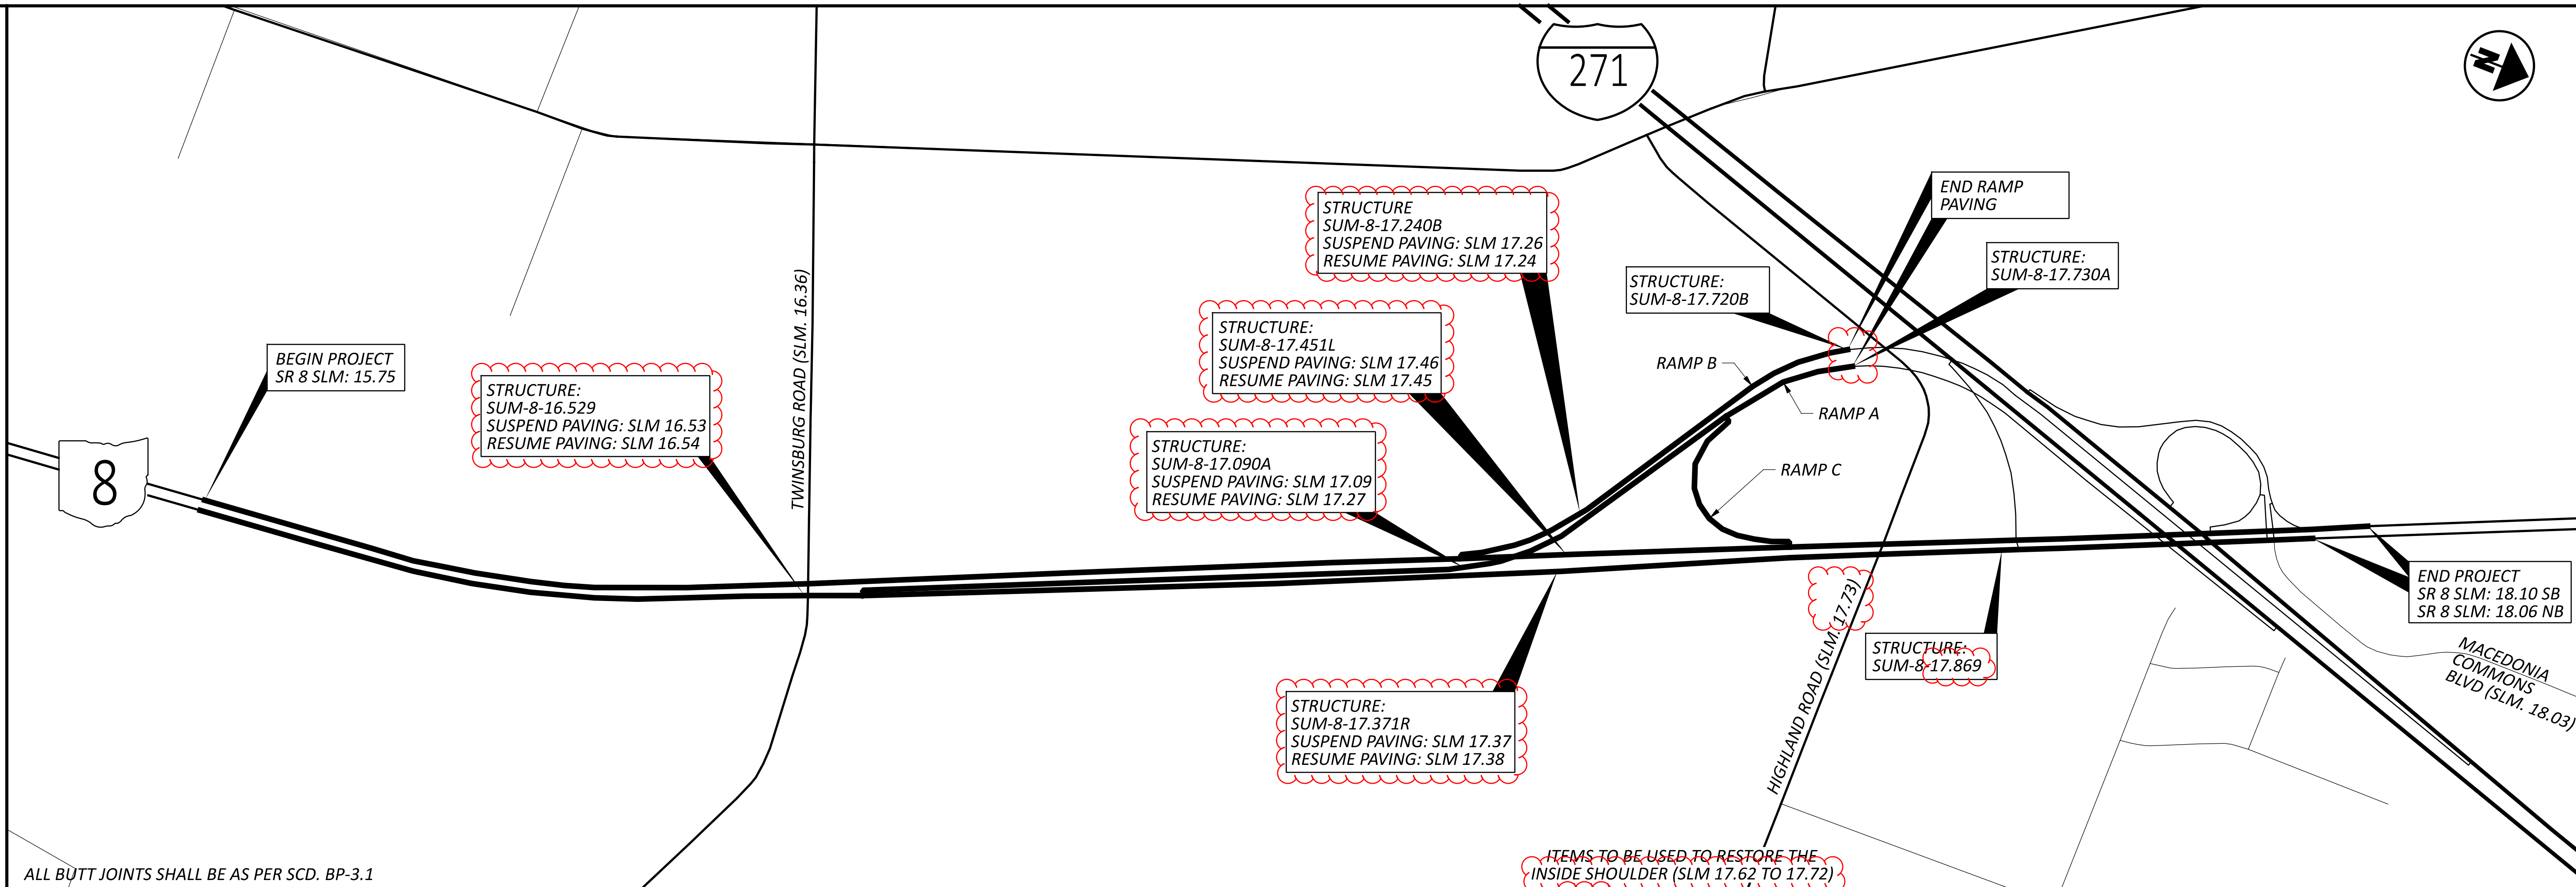 271
N
END RAMP
PAVING
STRUCTURE
SUM-8-17.240B
SUSPEND PAVING: SLM 17.26
RESUME PAVING: SLM 17.24
STRUCTURE:
SUM-8-17.730A
STRUCTURE:
SUM-8-17.720B
STRUCTURE:
SUM-8-17.451L
SUSPEND PAVING: SLM 17.46
RESUME PAVING: SLM 17.45
TWINSBURG ROAD (SLM. 16.36)
BEGIN PROJECT
SR 8 SLM: 15.75
RAMP B
STRUCTURE:
SUM-8-16.529
SUSPEND PAVING: SLM 16.53
RESUME PAVING: SLM 16.54
RAMP A
STRUCTURE:
SUM-8-17.090A
SUSPEND PAVING: SLM 17.09
RESUME PAVING: SLM 17.27
RAMP C
8
END PROJECT
SR 8 SLM: 18.10 SB
SR 8 SLM: 18.06 NB
HIGHLAND ROAD (SLM. 17.73)
STRUCTURE:
SUM-8-17.869
MACEDONIA
COMMONS
BLVD (SLM. 18.03)
STRUCTURE:
SUM-8-17.371R
SUSPEND PAVING: SLM 17.37
RESUME PAVING: SLM 17.38
ALL BUTT JOINTS SHALL BE AS PER SCD. BP-3.1
ITEMS TO BE USED TO RESTORE THE
INSIDE SHOULDER (SLM 17.62 TO 17.72)